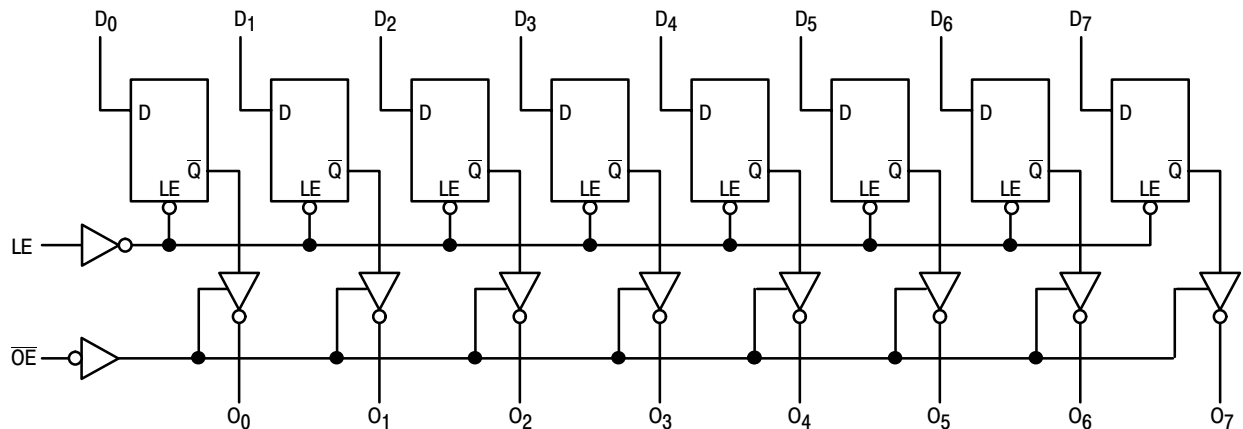 D0 D1 D2 D3 D4 D5 D6 D7
D D D D D D D D
Q̅ Q̅ Q̅ Q̅ Q̅ Q̅ Q̅ Q̅
LE LE LE LE LE LE LE LE
LE
O̅E̅
O0 O1 O2 O3 O4 O5 O6 O7